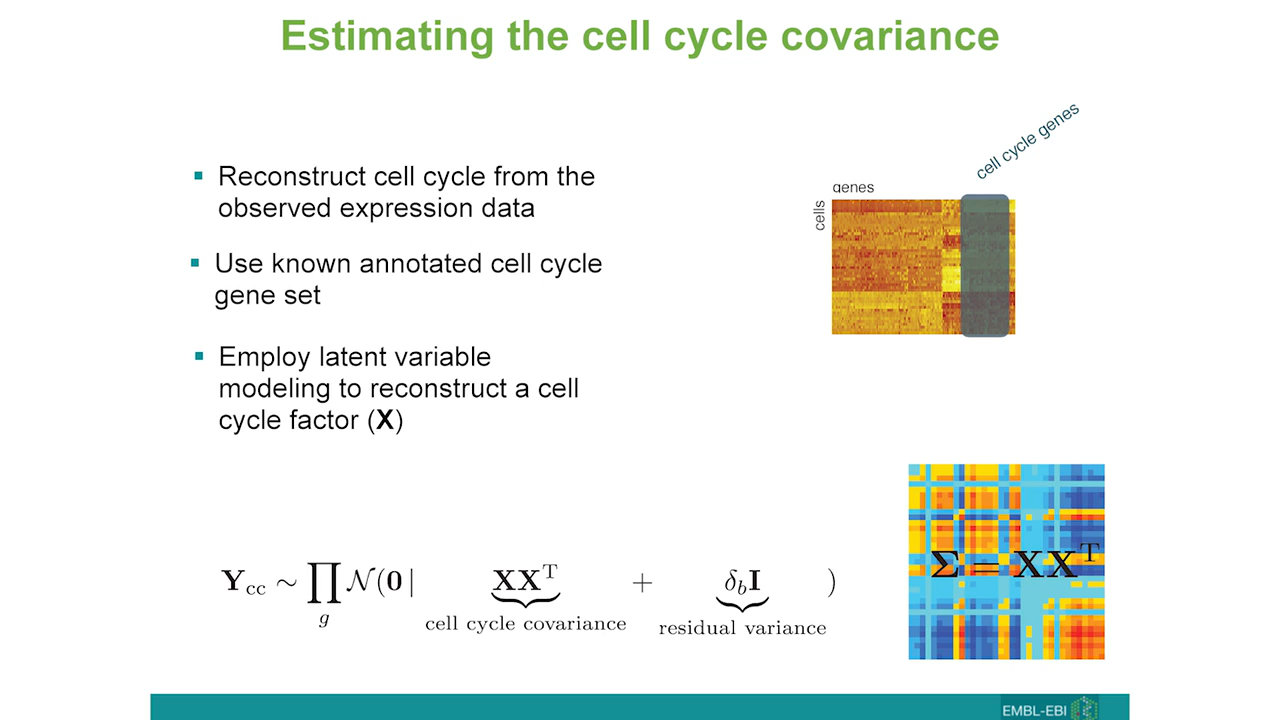 Estimating the cell cycle covariance
cell cycle genes
genes
cells
▪ Reconstruct cell cycle from the
observed expression data
▪ Use known annotated cell cycle
gene set
▪ Employ latent variable
modeling to reconstruct a cell
cycle factor (X)
Σ = XXᵀ
Y_cc ∼ ∏_g 𝒩(0 | XXᵀ + δ_b I )
cell cycle covariance
residual variance
EMBL-EBI